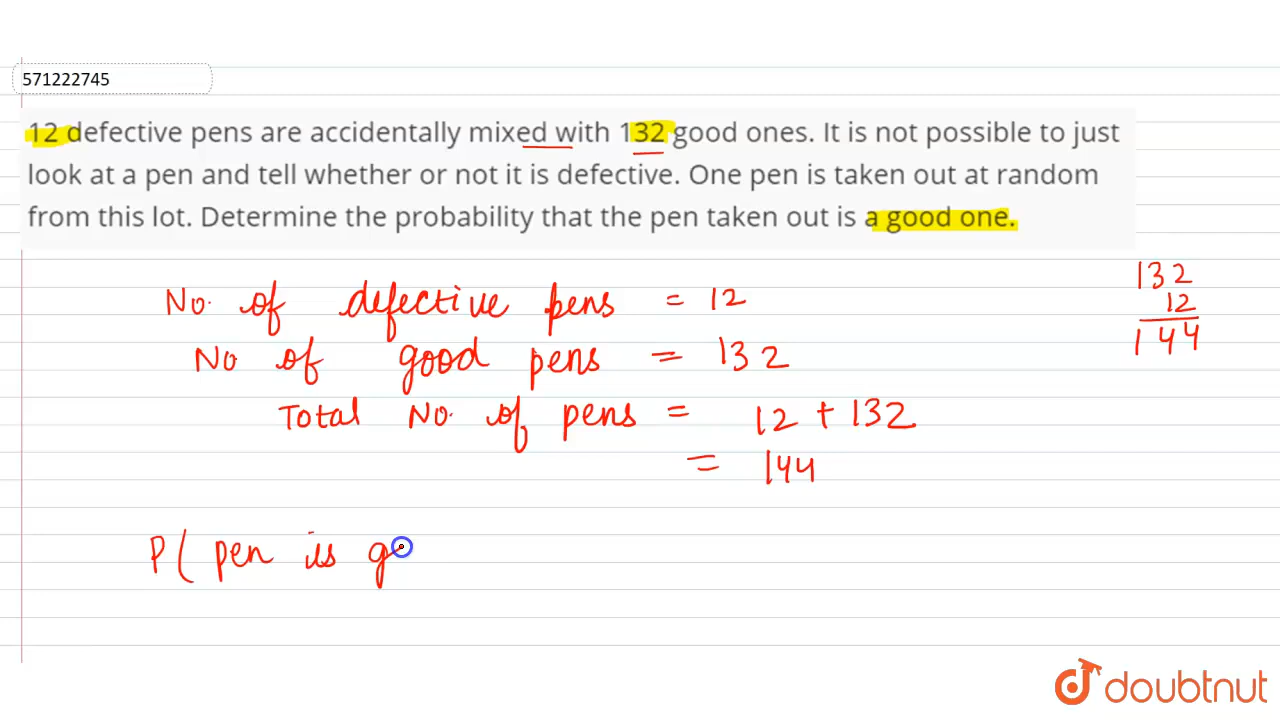 571222745
12 defective pens are accidentally mixed with 132 good ones. It is not possible to just
look at a pen and tell whether or not it is defective. One pen is taken out at random
from this lot. Determine the probability that the pen taken out is a good one.
No. of defective pens = 12
No of good pens = 132
Total No. of pens = 12 + 132
= 144
132
12
144
P( pen is g
doubtnut